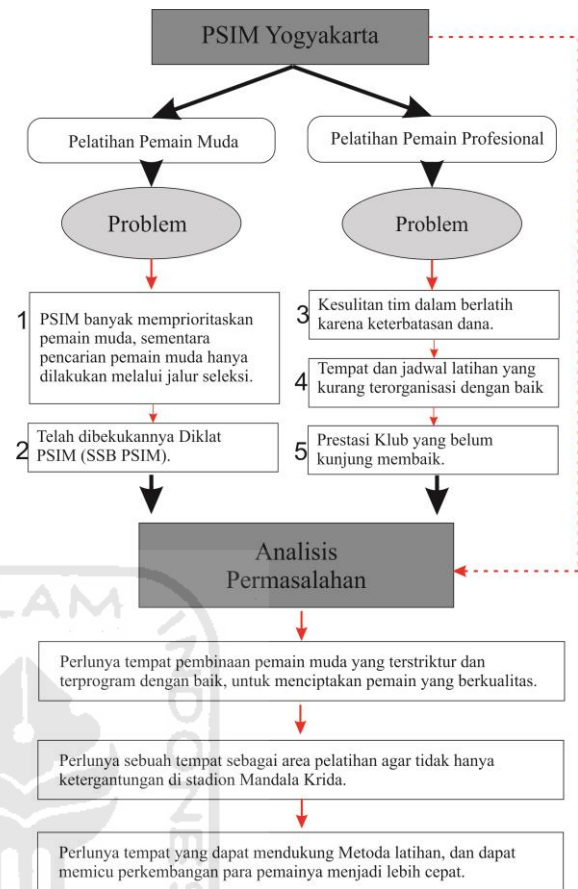 PSIM Yogyakarta
Pelatihan Pemain Muda
Pelatihan Pemain Profesional
Problem
Problem
1
PSIM banyak memprioritaskan
pemain muda, sementara
pencarian pemain muda hanya
dilakukan melalui jalur seleksi.
2
Telah dibekukannya Diklat
PSIM (SSB PSIM).
3
Kesulitan tim dalam berlatih
karena keterbatasan dana.
4
Tempat dan jadwal latihan yang
kurang terorganisasi dengan baik
5
Prestasi Klub yang belum
kunjung membaik.
Analisis
Permasalahan
Perlunya tempat pembinaan pemain muda yang terstriktur dan
terprogram dengan baik, untuk menciptakan pemain yang berkualitas.
Perlunya sebuah tempat sebagai area pelatihan agar tidak hanya
ketergantungan di stadion Mandala Krida.
Perlunya tempat yang dapat mendukung Metoda latihan, dan dapat
memicu perkembangan para pemainya menjadi lebih cepat.